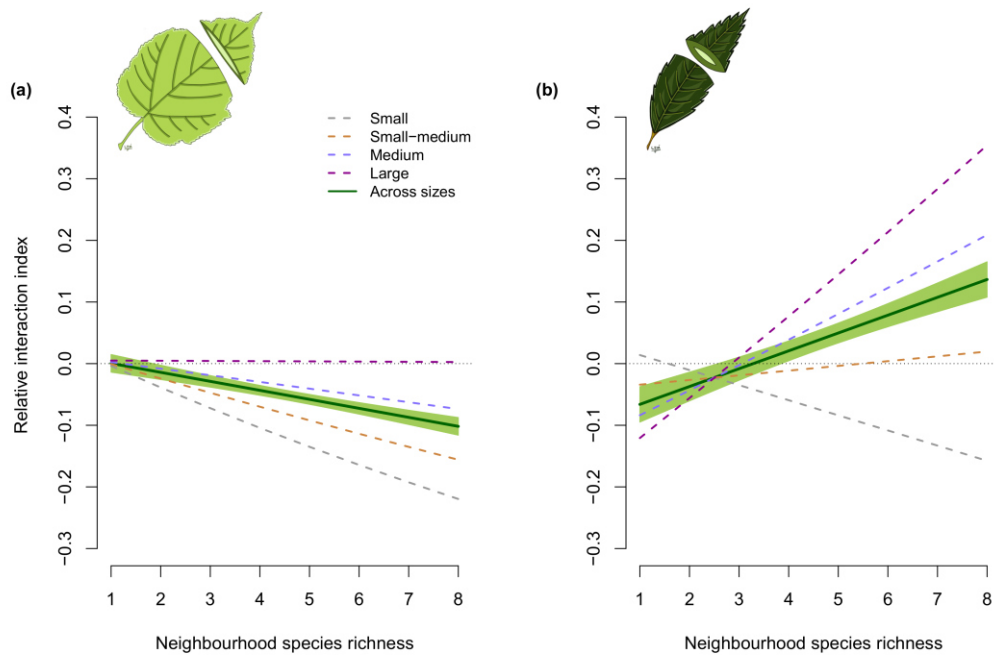 (a)
(b)
Small
Small−medium
Medium
Large
Across sizes
Relative interaction index
0.4
0.3
0.2
0.1
0.0
−0.1
−0.2
−0.3
1 2 3 4 5 6 7 8
Neighbourhood species richness
0.4
0.3
0.2
0.1
0.0
−0.1
−0.2
−0.3
1 2 3 4 5 6 7 8
Neighbourhood species richness